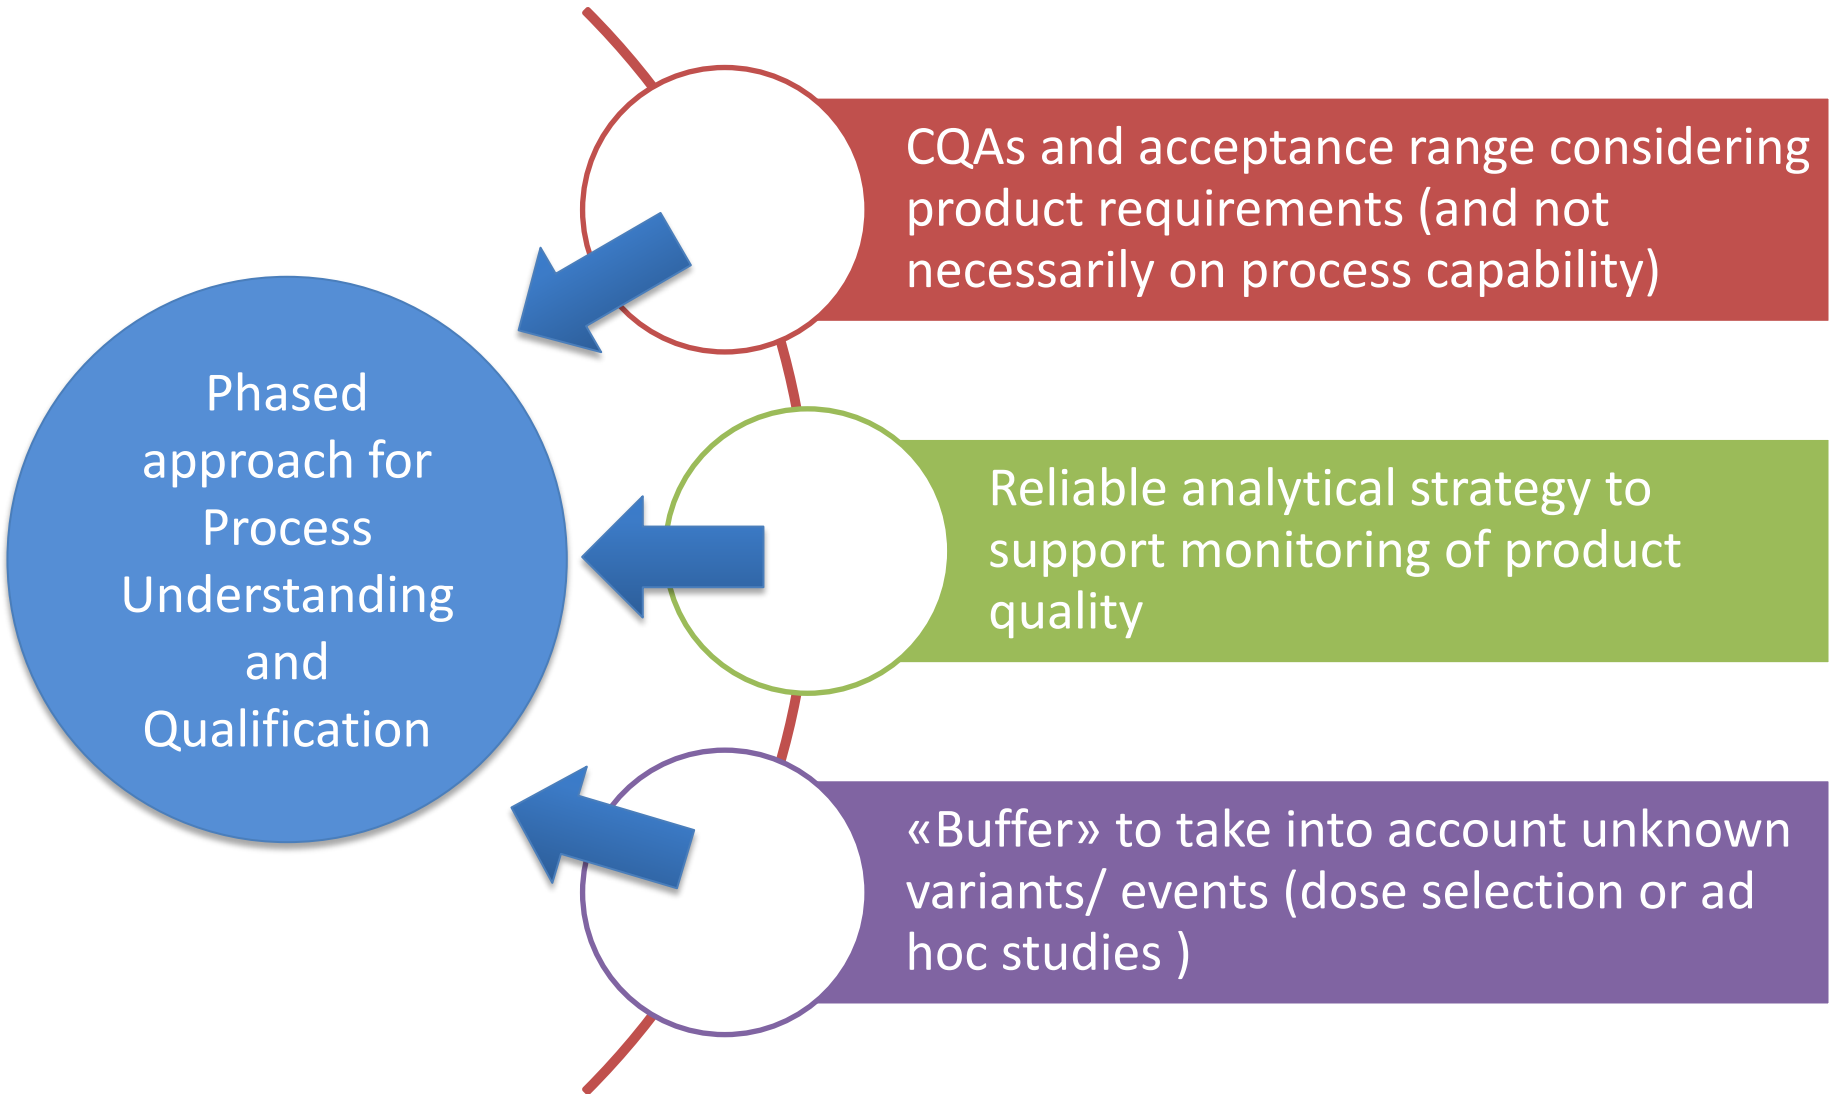 Phased
approach for
Process
Understanding
and
Qualification
CQAs and acceptance range considering
product requirements (and not
necessarily on process capability)
Reliable analytical strategy to
support monitoring of product
quality
«Buffer» to take into account unknown
variants/ events (dose selection or ad
hoc studies )